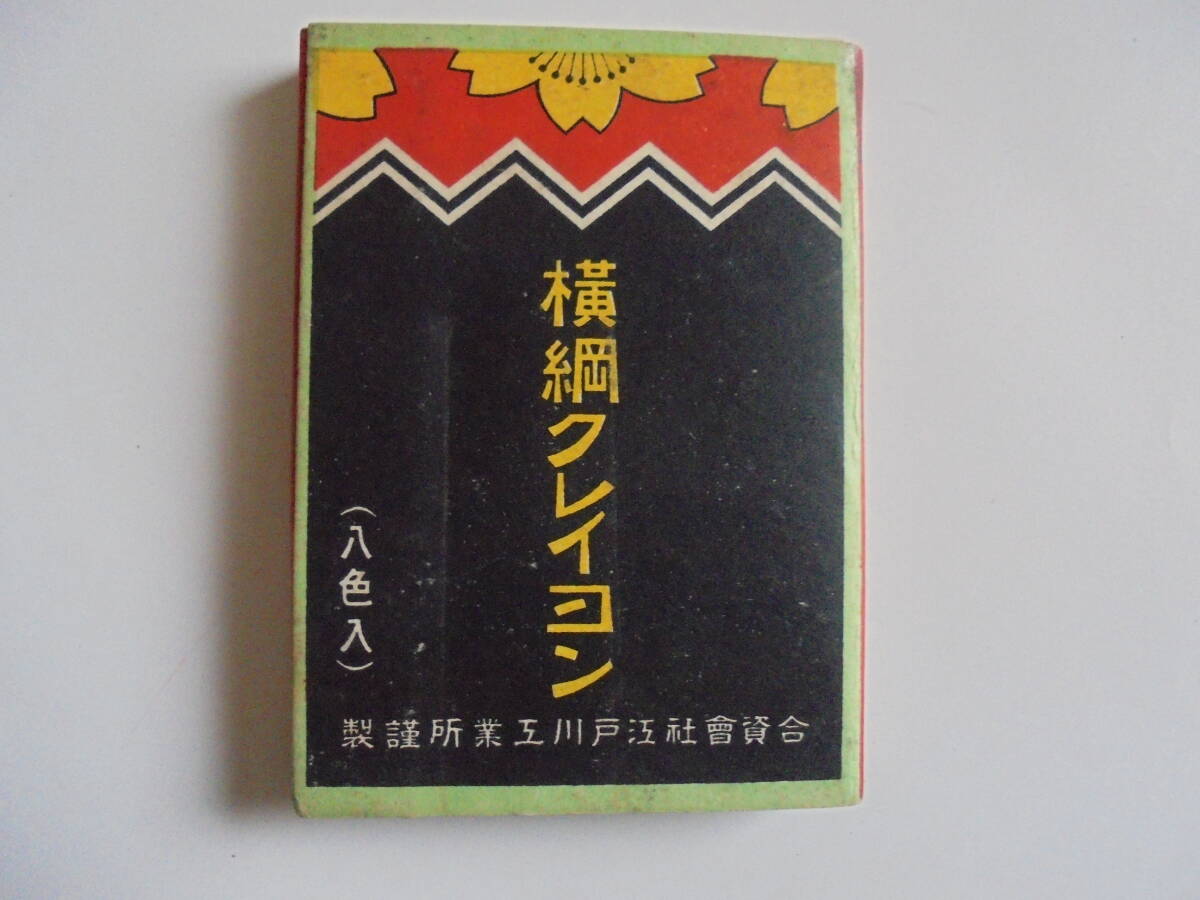 橫綱クレイヨン
（八色入）
製謹所業工川戸江社會資合